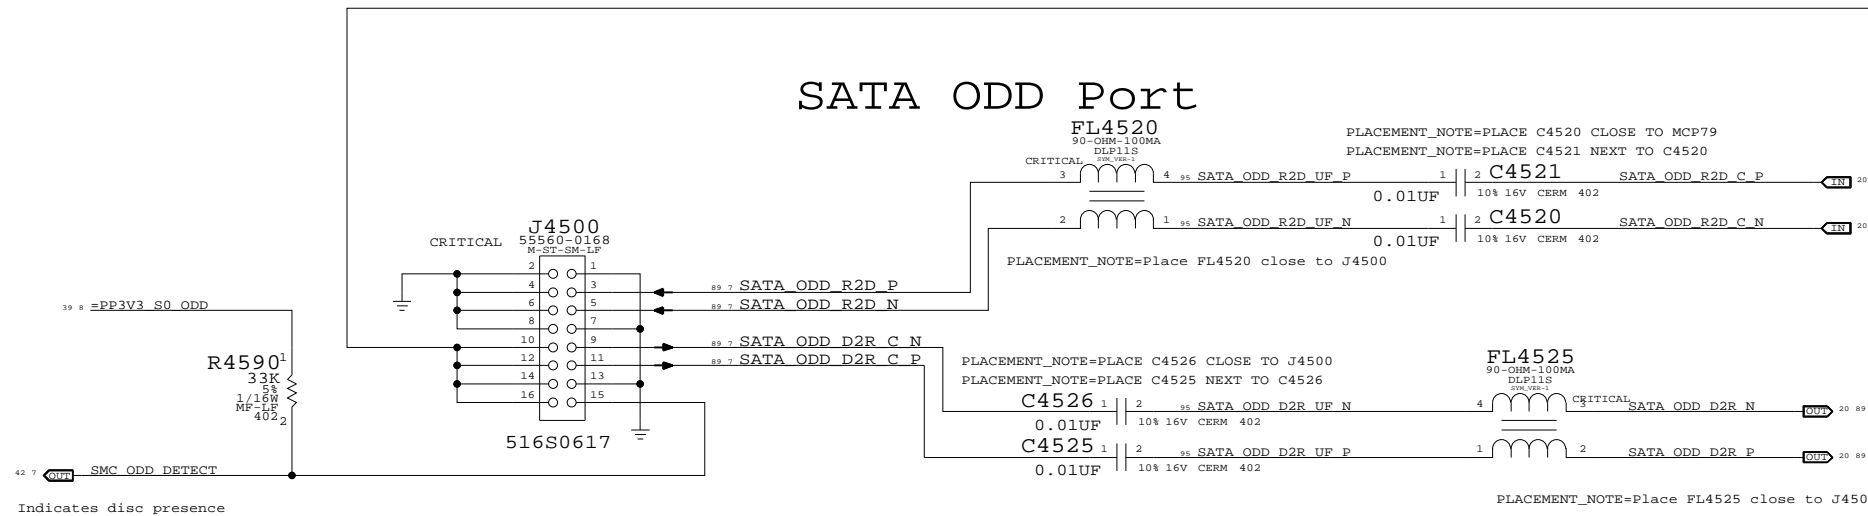 SATA ODD Port
FL4520
90-OHM-100MA
DLP11S
SYM_VER-1
CRITICAL
3
4
2
1
PLACEMENT_NOTE=PLACE C4520 CLOSE TO MCP79
PLACEMENT_NOTE=PLACE C4521 NEXT TO C4520
95 SATA_ODD_R2D_UF_P
1
2
C4521
0.01UF
10% 16V CERM 402
SATA_ODD_R2D_C_P
IN
20
95 SATA_ODD_R2D_UF_N
1
2
C4520
0.01UF
10% 16V CERM 402
SATA_ODD_R2D_C_N
IN
20
PLACEMENT_NOTE=Place FL4520 close to J4500
J4500
55560-0168
M-ST-SM-LF
CRITICAL
2 1
4 3
6 5
8 7
10 9
12 11
14 13
16 15
516S0617
89 7 SATA_ODD_R2D_P
89 7 SATA_ODD_R2D_N
89 7 SATA_ODD_D2R_C_N
89 7 SATA_ODD_D2R_C_P
39 8 =PP3V3_S0_ODD
R4590
1
33K
5%
1/16W
MF-LF
402
2
42 7 OUT SMC_ODD_DETECT
Indicates disc presence
PLACEMENT_NOTE=PLACE C4526 CLOSE TO J4500
PLACEMENT_NOTE=PLACE C4525 NEXT TO C4526
C4526
1
2
0.01UF
10% 16V CERM 402
95 SATA_ODD_D2R_UF_N
C4525
1
2
0.01UF
10% 16V CERM 402
95 SATA_ODD_D2R_UF_P
FL4525
90-OHM-100MA
DLP11S
SYM_VER-1
CRITICAL
4
3
1
2
SATA_ODD_D2R_N
OUT
20 89
SATA_ODD_D2R_P
OUT
20 89
PLACEMENT_NOTE=Place FL4525 close to J450